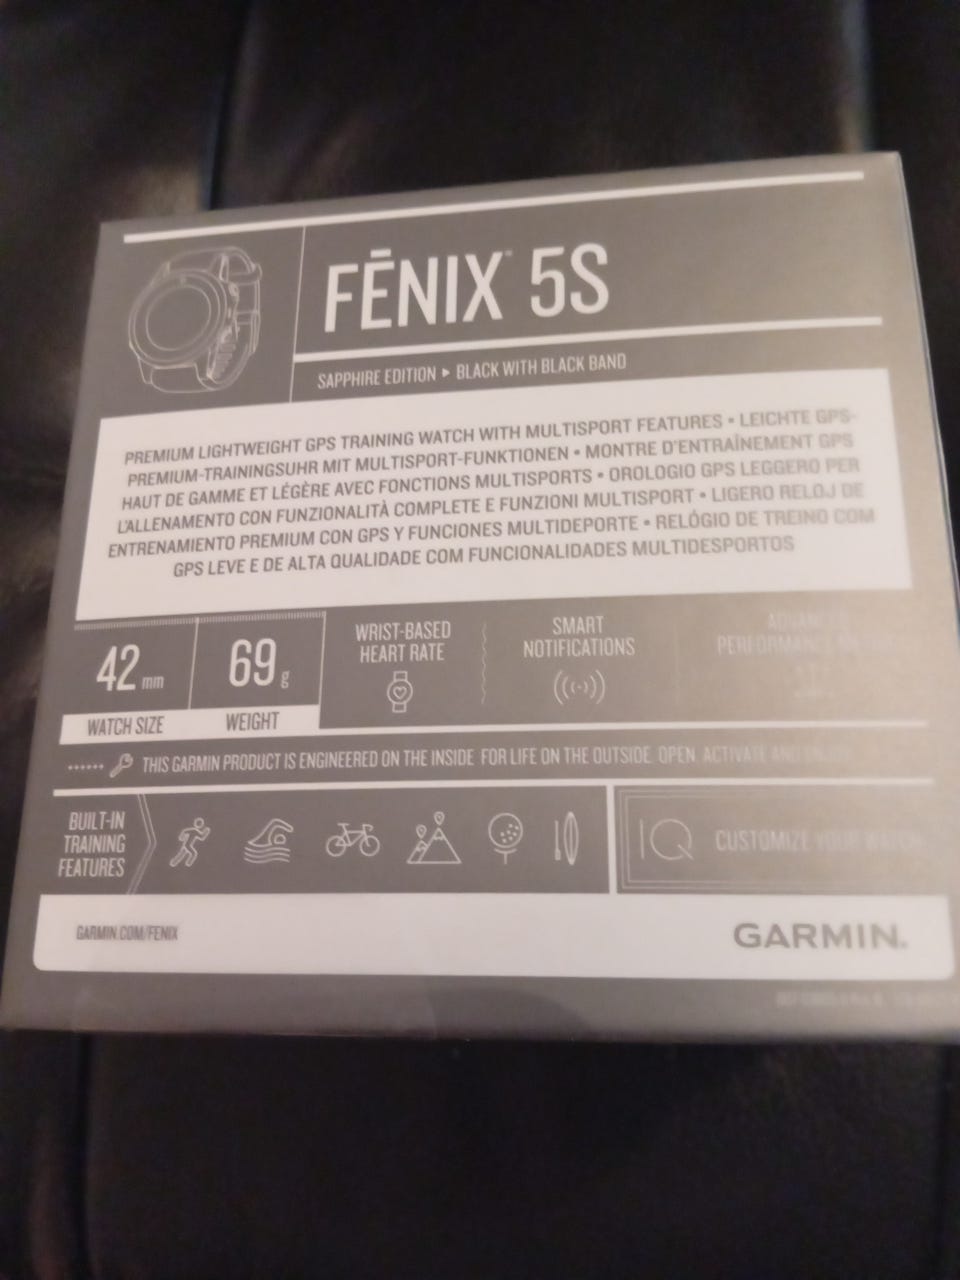 FĒNIX™ 5S
SAPPHIRE EDITION ▸ BLACK WITH BLACK BAND
PREMIUM LIGHTWEIGHT GPS TRAINING WATCH WITH MULTISPORT FEATURES • LEICHTE GPS-
PREMIUM-TRAININGSUHR MIT MULTISPORT-FUNKTIONEN • MONTRE D'ENTRAÎNEMENT GPS
HAUT DE GAMME ET LÉGÈRE AVEC FONCTIONS MULTISPORTS • OROLOGIO GPS LEGGERO PER
L'ALLENAMENTO CON FUNZIONALITÀ COMPLETE E FUNZIONI MULTISPORT • LIGERO RELOJ DE
ENTRENAMIENTO PREMIUM CON GPS Y FUNCIONES MULTIDEPORTE • RELÓGIO DE TREINO COM
GPS LEVE E DE ALTA QUALIDADE COM FUNCIONALIDADES MULTIDESPORTOS
42 mm
WATCH SIZE
69 g
WEIGHT
WRIST-BASED
HEART RATE
SMART
NOTIFICATIONS
ADVANCED
PERFORMANCE
THIS GARMIN PRODUCT IS ENGINEERED ON THE INSIDE FOR LIFE ON THE OUTSIDE. OPEN, ACTIVATE AND
BUILT-IN
TRAINING
FEATURES
IQ
CUSTOMIZE YOUR WATCH
GARMIN.COM/FENIX
GARMIN.